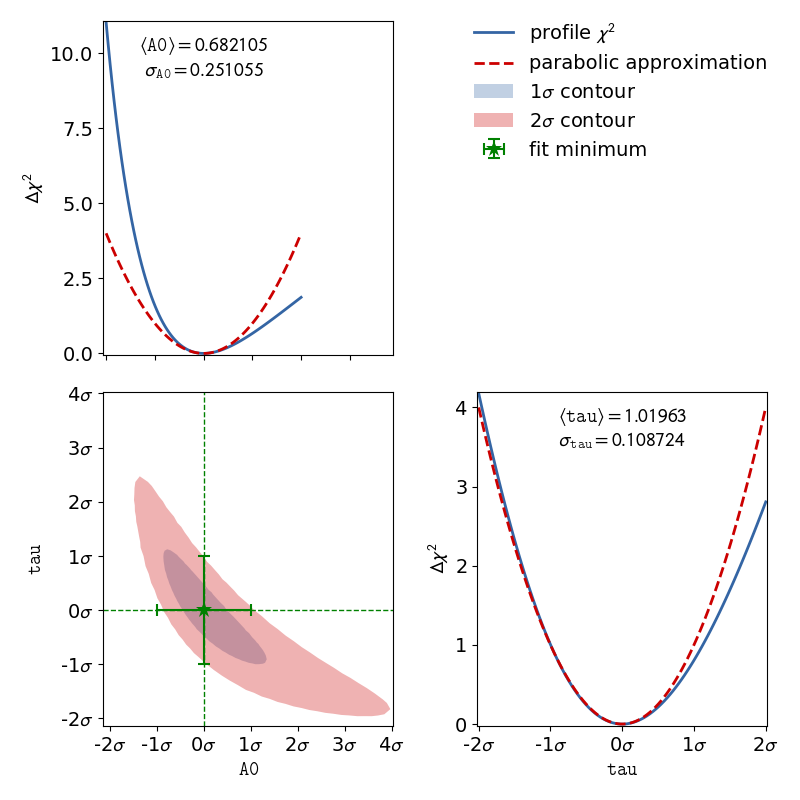 ⟨A0⟩ = 0.682105
σA0 = 0.251055
10.0
7.5
5.0
2.5
0.0
Δχ²
profile χ²
parabolic approximation
1σ contour
2σ contour
fit minimum
4σ
3σ
2σ
1σ
0σ
-1σ
-2σ
tau
-2σ -1σ 0σ 1σ 2σ 3σ 4σ
A0
⟨tau⟩ = 1.01963
σtau = 0.108724
4
3
2
1
0
Δχ²
-2σ -1σ 0σ 1σ 2σ
tau